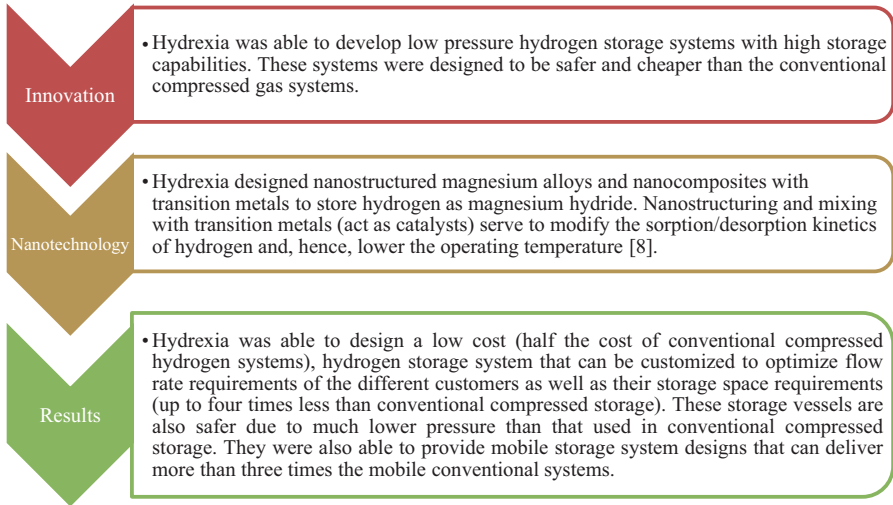 Innovation
• Hydrexia was able to develop low pressure hydrogen storage systems with high storage
capabilities. These systems were designed to be safer and cheaper than the conventional
compressed gas systems.
Nanotechnology
• Hydrexia designed nanostructured magnesium alloys and nanocomposites with
transition metals to store hydrogen as magnesium hydride. Nanostructuring and mixing
with transition metals (act as catalysts) serve to modify the sorption/desorption kinetics
of hydrogen and, hence, lower the operating temperature [8].
Results
• Hydrexia was able to design a low cost (half the cost of conventional compressed
hydrogen systems), hydrogen storage system that can be customized to optimize flow
rate requirements of the different customers as well as their storage space requirements
(up to four times less than conventional compressed storage). These storage vessels are
also safer due to much lower pressure than that used in conventional compressed
storage. They were also able to provide mobile storage system designs that can deliver
more than three times the mobile conventional systems.